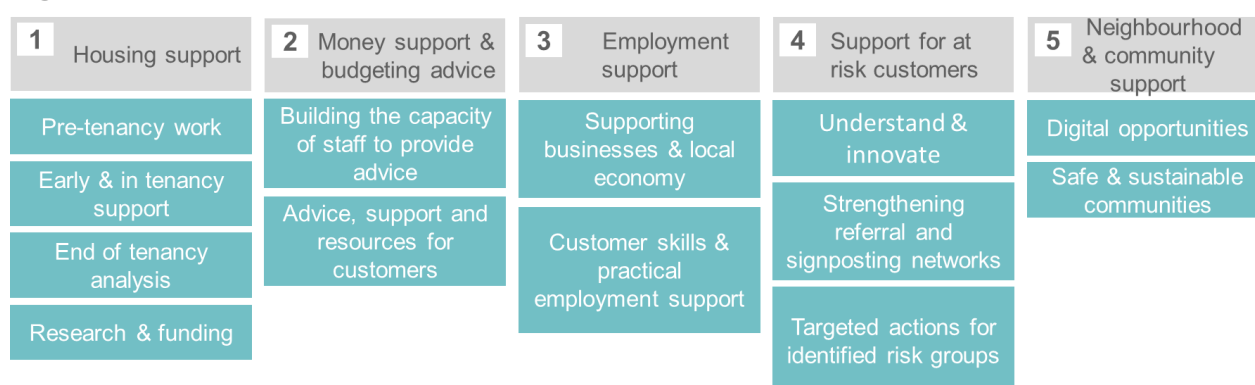 1
Housing support
Pre-tenancy work
Early & in tenancy
support
End of tenancy
analysis
Research & funding
2
Money support &
budgeting advice
Building the capacity
of staff to provide
advice
Advice, support and
resources for
customers
3
Employment
support
Supporting
businesses & local
economy
Customer skills &
practical
employment support
4
Support for at
risk customers
Understand &
innovate
Strengthening
referral and
signposting networks
Targeted actions for
identified risk groups
5
Neighbourhood
& community
support
Digital opportunities
Safe & sustainable
communities